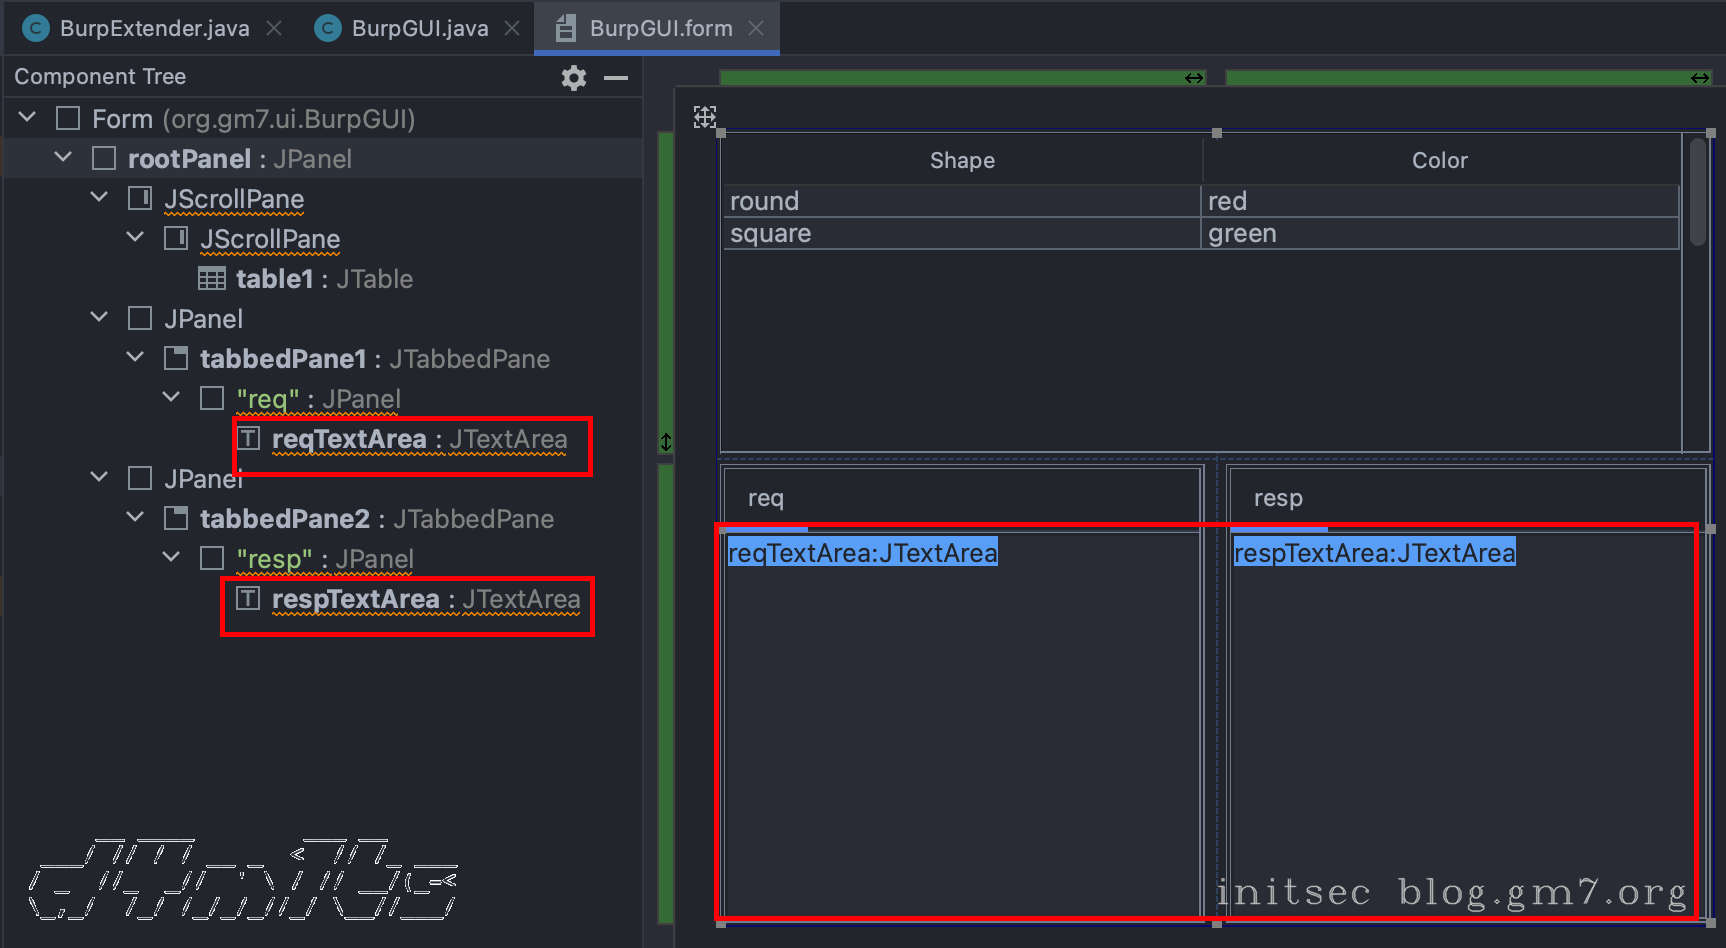 BurpExtender.java
BurpGUI.java
BurpGUI.form
Component Tree
Form (org.gm7.ui.BurpGUI)
rootPanel : JPanel
JScrollPane
JScrollPane
table1 : JTable
JPanel
tabbedPane1 : JTabbedPane
"req" : JPanel
reqTextArea : JTextArea
JPanel
tabbedPane2 : JTabbedPane
"resp" : JPanel
respTextArea : JTextArea
Shape Color
round red
square green
req
reqTextArea:JTextArea
resp
respTextArea:JTextArea
initsec blog.gm7.org